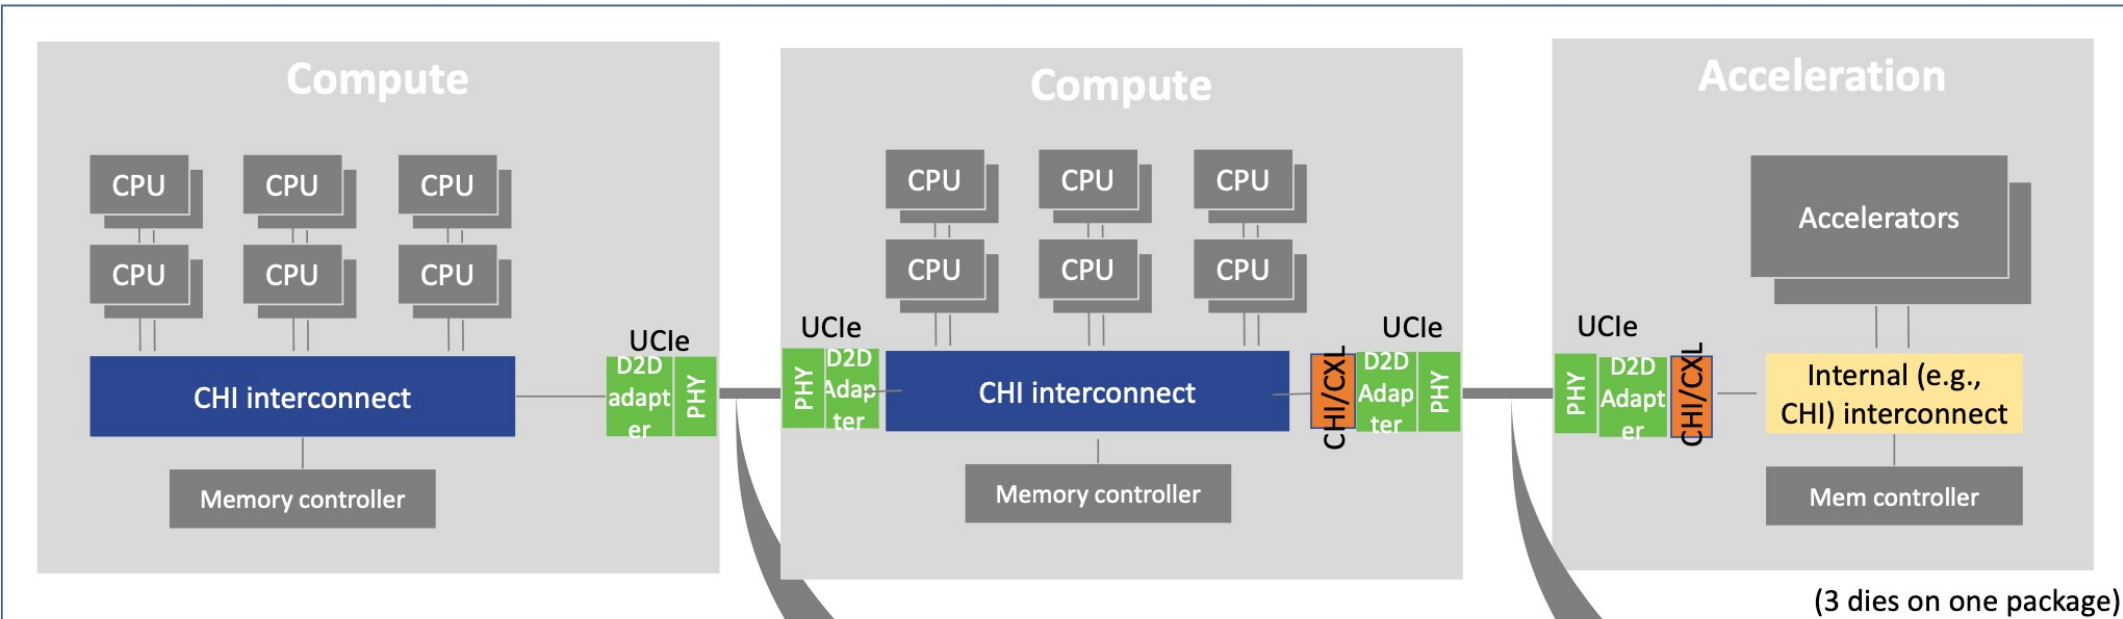 Compute
CPU
CPU
CPU
CPU
CPU
CPU
UCIe
CHI interconnect
D2D
adapt
er
PHY
Memory controller
Compute
CPU
CPU
CPU
CPU
CPU
CPU
UCIe
PHY
D2D
Adap
ter
CHI interconnect
UCIe
CHI/CXL
D2D
Adap
ter
PHY
Memory controller
Acceleration
Accelerators
UCIe
PHY
D2D
Adapt
er
CHI/CXL
Internal (e.g.,
CHI) interconnect
Mem controller
(3 dies on one package)